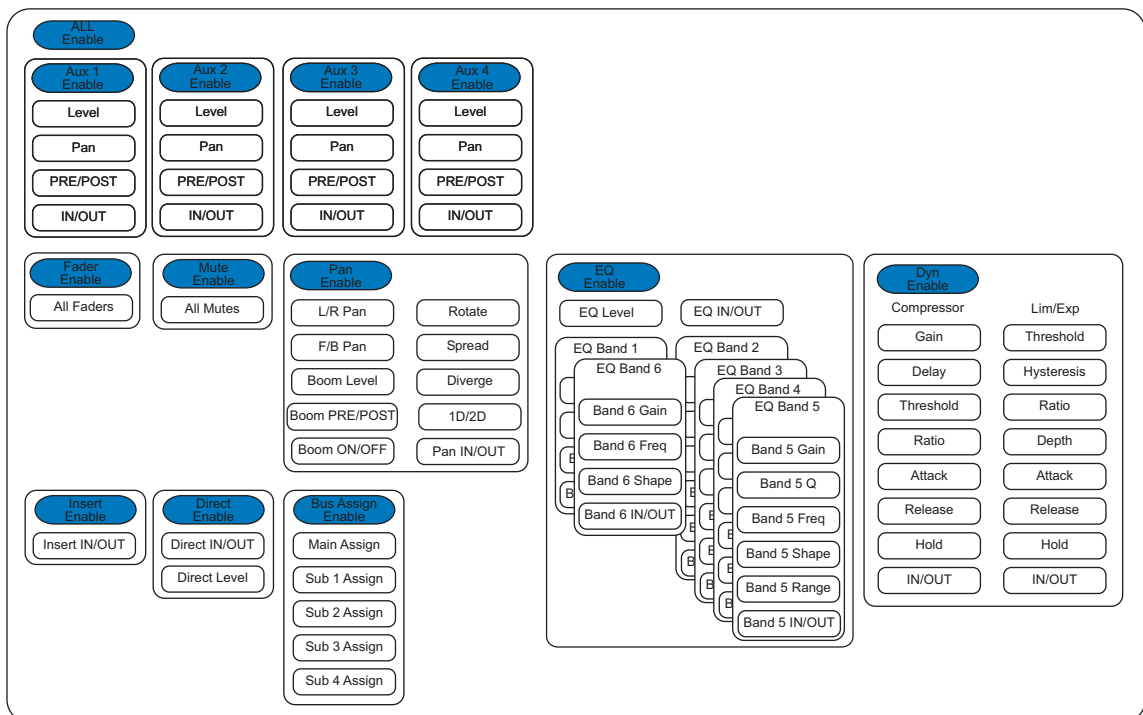 ALL
Enable
Aux 1
Enable
Level
Pan
PRE/POST
IN/OUT
Aux 2
Enable
Level
Pan
PRE/POST
IN/OUT
Aux 3
Enable
Level
Pan
PRE/POST
IN/OUT
Aux 4
Enable
Level
Pan
PRE/POST
IN/OUT
Fader
Enable
All Faders
Mute
Enable
All Mutes
Pan
Enable
L/R Pan
F/B Pan
Boom Level
Boom PRE/POST
Boom ON/OFF
Rotate
Spread
Diverge
1D/2D
Pan IN/OUT
EQ
Enable
EQ Level
EQ IN/OUT
EQ Band 1
B
EQ Band 6
Band 6 Gain
Band 6 Freq
Band 6 Shape
Band 6 IN/OUT
EQ Band 2
EQ Band 3
EQ Band 4
EQ Band 5
Band 5 Gain
Band 5 Q
Band 5 Freq
Band 5 Shape
Band 5 Range
Band 5 IN/OUT
Dyn
Enable
Compressor
Gain
Delay
Threshold
Ratio
Attack
Release
Hold
IN/OUT
Lim/Exp
Threshold
Hysteresis
Ratio
Depth
Attack
Release
Hold
IN/OUT
Insert
Enable
Insert IN/OUT
Direct
Enable
Direct IN/OUT
Direct Level
Bus Assign
Enable
Main Assign
Sub 1 Assign
Sub 2 Assign
Sub 3 Assign
Sub 4 Assign